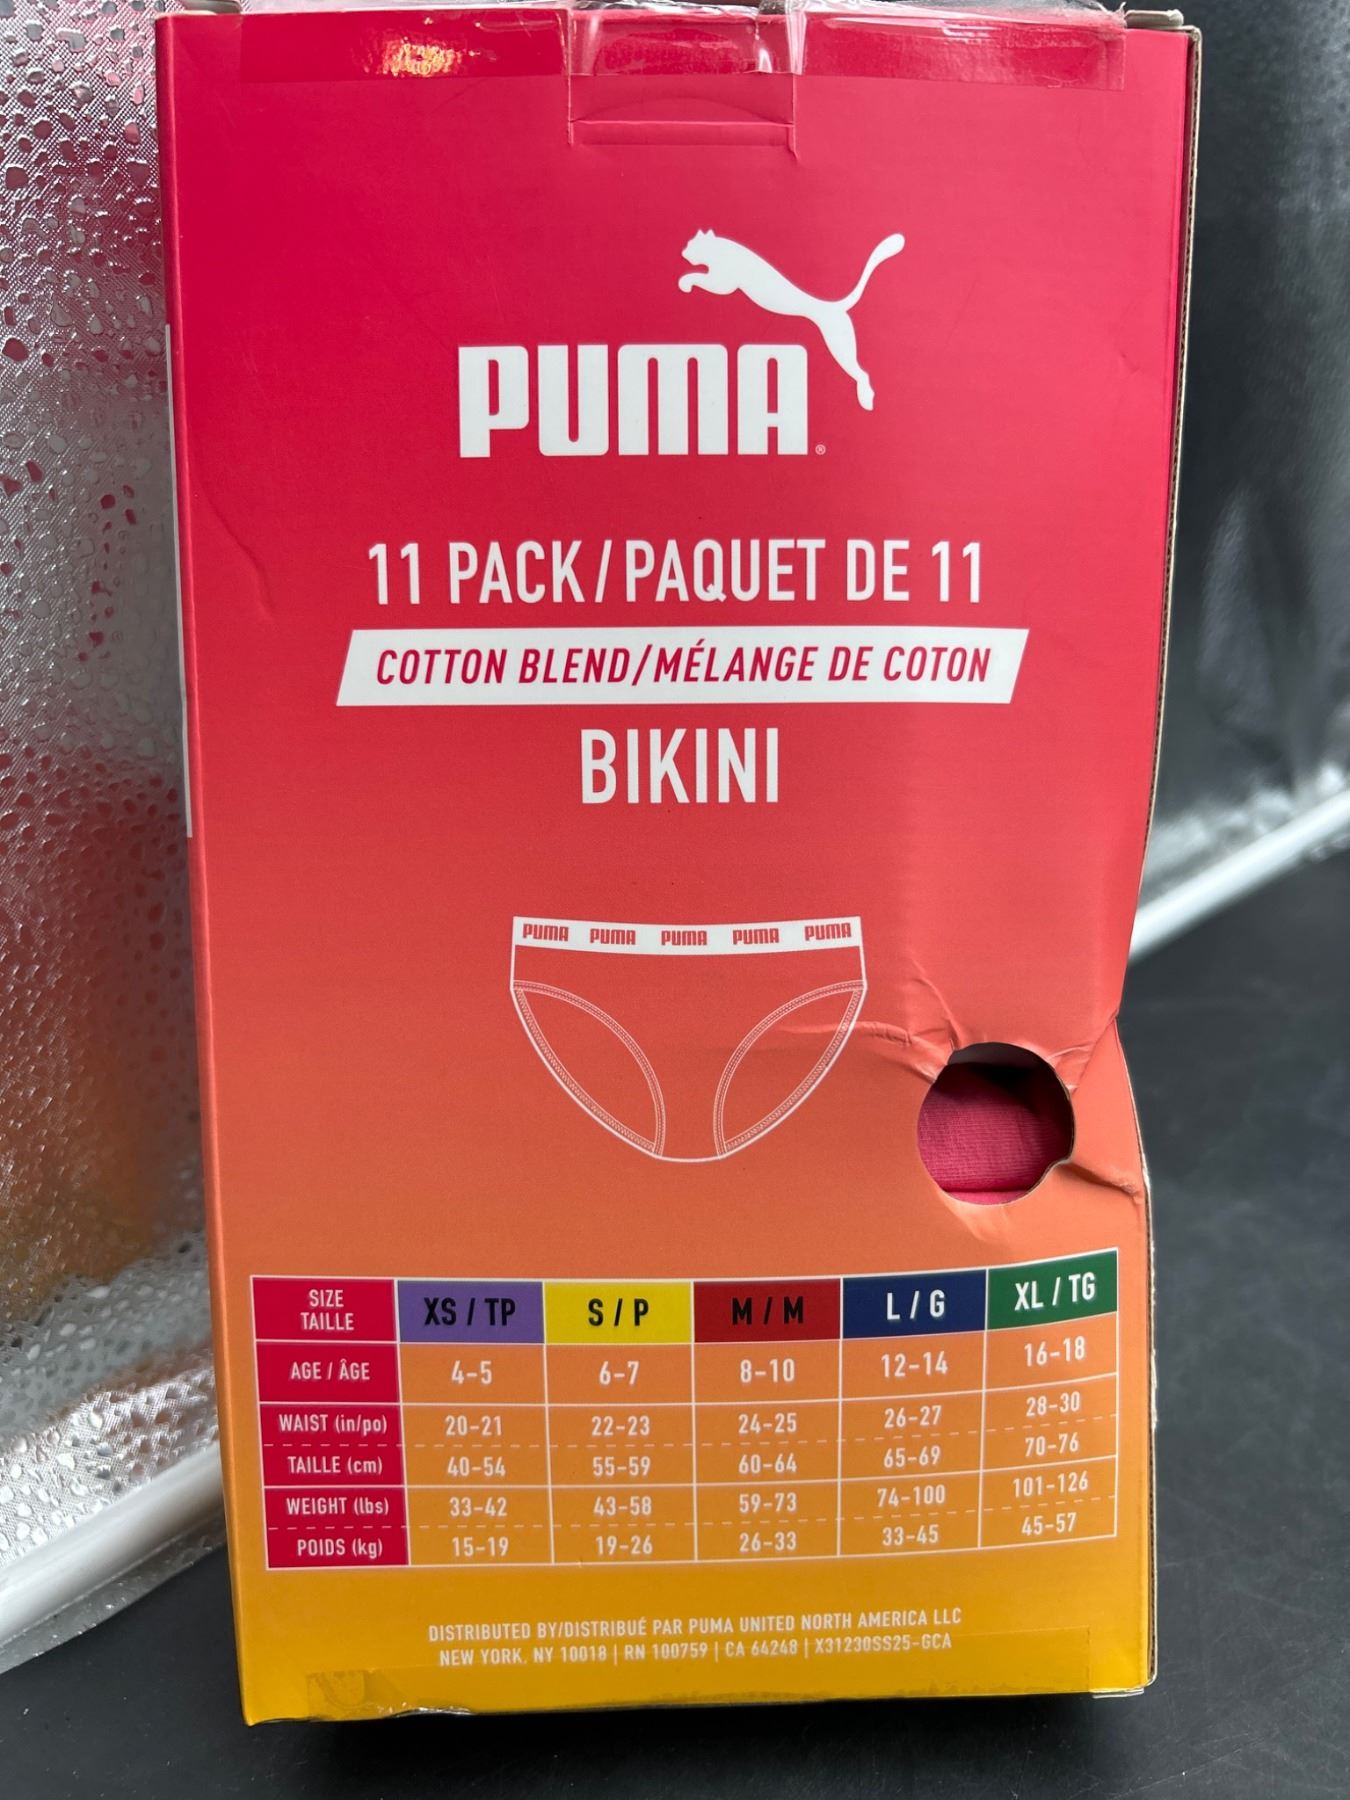 PUMA®
11 PACK/PAQUET DE 11
COTTON BLEND/MÉLANGE DE COTON
BIKINI
PUMA PUMA PUMA PUMA PUMA
SIZE TAILLE XS / TP S / P M / M L / G XL / TG
AGE / ÂGE 4-5 6-7 8-10 12-14 16-18
WAIST (in/po) 20-21 22-23 24-25 26-27 28-30
TAILLE (cm) 40-54 55-59 60-64 65-69 70-76
WEIGHT (lbs) 33-42 43-58 59-73 74-100 101-126
POIDS (kg) 15-19 19-26 26-33 33-45 45-57
DISTRIBUTED BY/DISTRIBUÉ PAR PUMA UNITED NORTH AMERICA LLC
NEW YORK, NY 10018 | RN 100759 | CA 64248 | X31230SS25-GCA